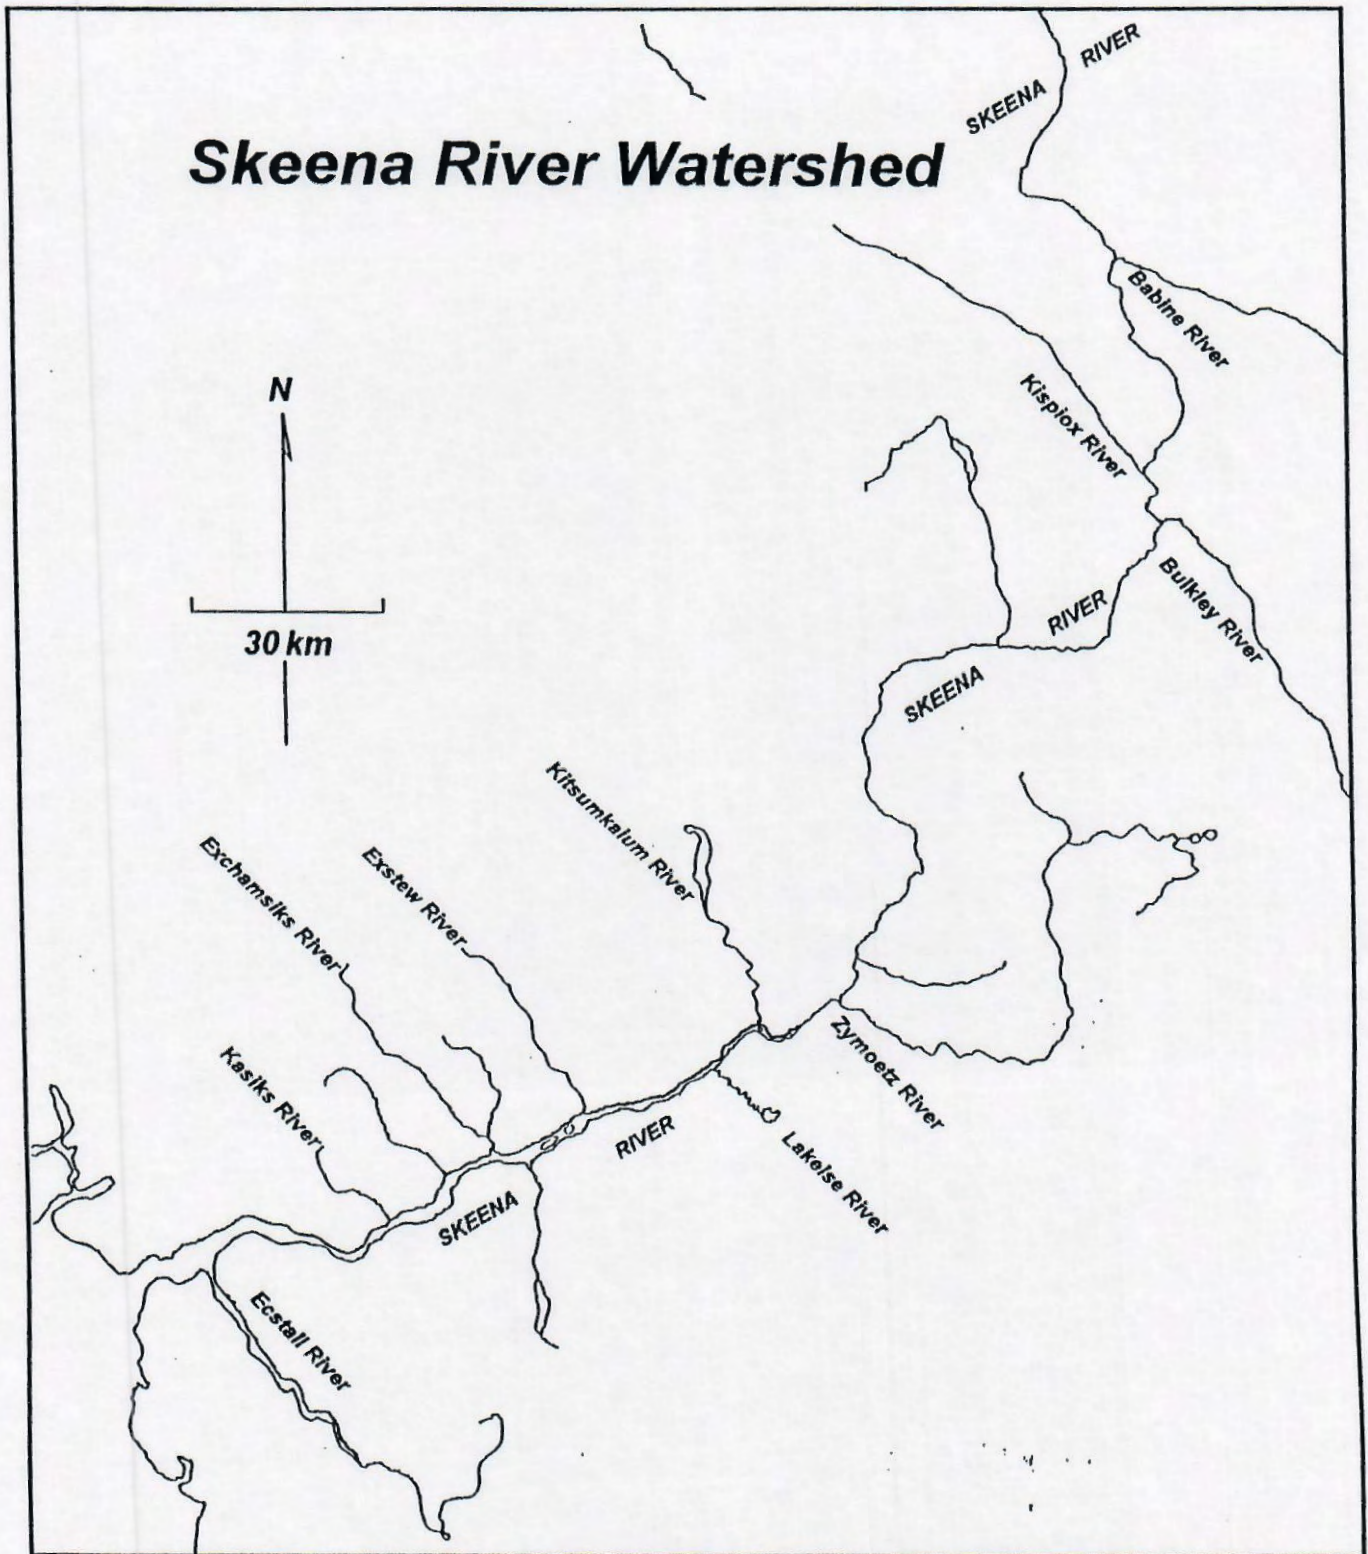 SKEENA RIVER
Skeena River Watershed
Babine River
Kispiox River
N
30 km
RIVER
Bulkley River
SKEENA
Kitsumkalum River
Exchamsiks River
Exstew River
Zymoetz River
Kasiks River
RIVER
Lakelse River
SKEENA
Ecstall River